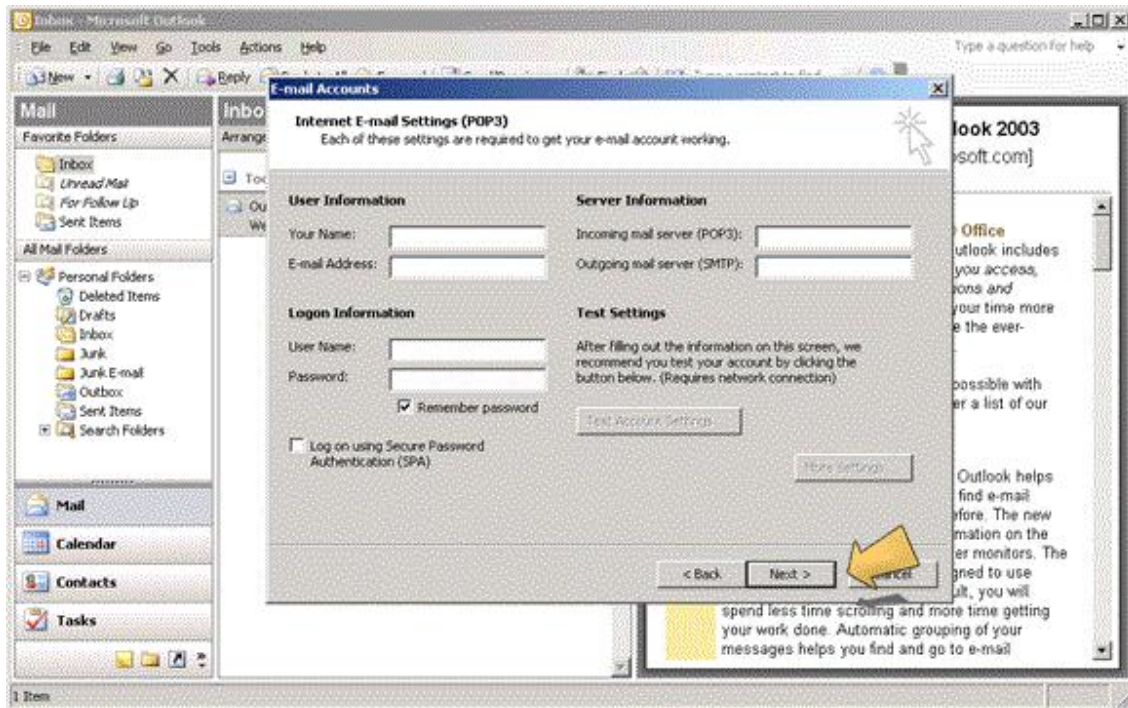 Inbox - Microsoft Outlook
File Edit View Go Tools Actions Help
Type a question for help
New Reply
Mail
Inbo
Favorite Folders
Arrange
Inbox
Unread Mail
For Follow Up
Sent Items
All Mail Folders
Personal Folders
Deleted Items
Drafts
Inbox
Junk
Junk E-mail
Outbox
Sent Items
Search Folders
Mail
Calendar
Contacts
Tasks
1 Item
Too
Ou
We
E-mail Accounts
Internet E-mail Settings (POP3)
Each of these settings are required to get your e-mail account working.
User Information
Your Name:
E-mail Address:
Logon Information
User Name:
Password:
Remember password
Log on using Secure Password
Authentication (SPA)
Server Information
Incoming mail server (POP3):
Outgoing mail server (SMTP):
Test Settings
After filling out the information on this screen, we
recommend you test your account by clicking the
button below. (Requires network connection)
Test Account Settings ...
More Settings ...
< Back Next > Cancel
look 2003
osoft.com]
Office
utlook includes
you access,
ions and
your time more
e the ever-
possible with
er a list of our
Outlook helps
find e-mail
efore. The new
mation on the
er monitors. The
gned to use
ult, you will
spend less time scrolling and more time getting
your work done. Automatic grouping of your
messages helps you find and go to e-mail